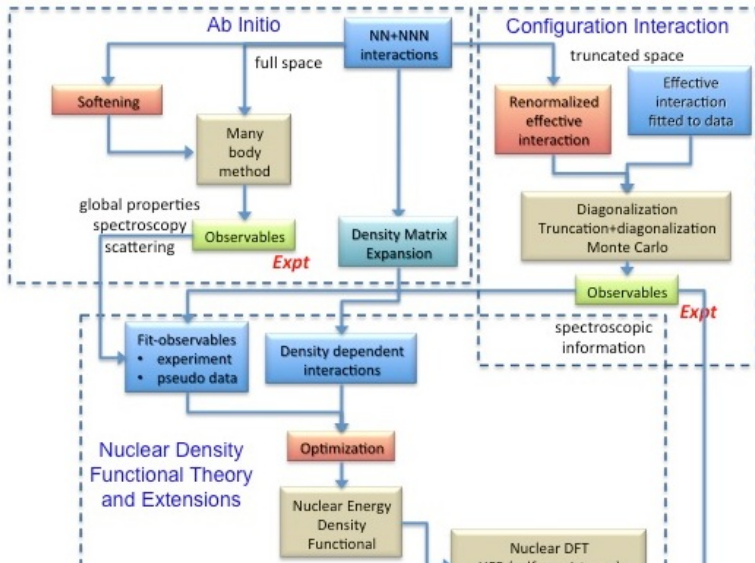 Ab Initio
NN+NNN
interactions
Configuration Interaction
full space
truncated space
Softening
Many
body
method
Renormalized
effective
interaction
Effective
interaction
fitted to data
global properties
spectroscopy
scattering
Observables
Expt
Density Matrix
Expansion
Diagonalization
Truncation+diagonalization
Monte Carlo
Observables
Expt
spectroscopic
information
Fit-observables
• experiment
• pseudo data
Density dependent
interactions
Nuclear Density
Functional Theory
and Extensions
Optimization
Nuclear Energy
Density
Functional
Nuclear DFT